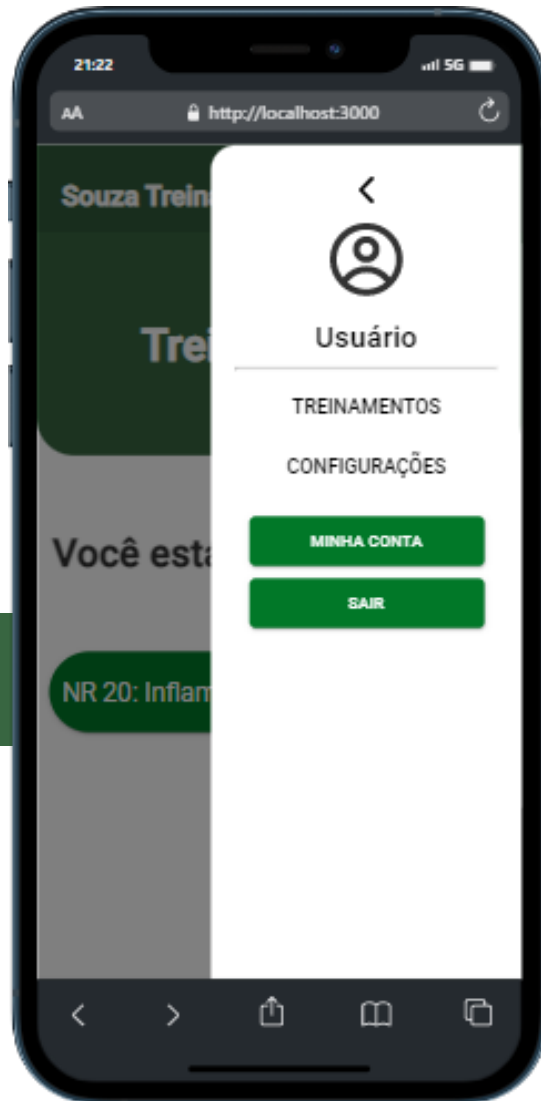 21:22
5G
AA
http://localhost:3000
Souza Trein
Trei
Usuário
TREINAMENTOS
CONFIGURAÇÕES
Você esta
MINHA CONTA
SAIR
NR 20: Inflam